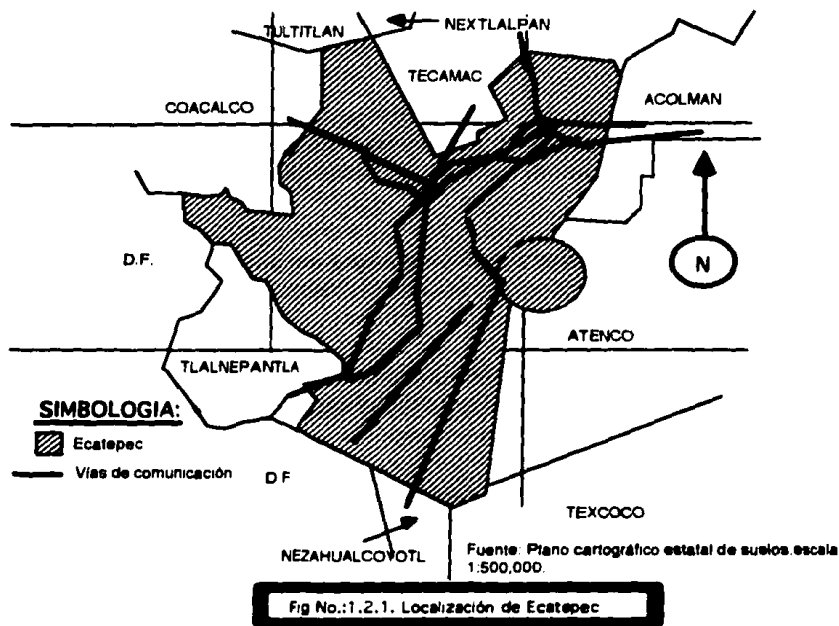 TULTITLAN
NEXTLALPAN
TECAMAC
COACALCO
ACOLMAN
D.F.
N
ATENCO
TLALNEPANTLA
SIMBOLOGIA:
Ecatepec
Vías de comunicación
D F
TEXCOCO
NEZAHUALCOYOTL
Fuente: Plano cartográfico estatal de suelos.escala
1:500,000.
Fig No.:1.2.1. Localización de Ecatepec